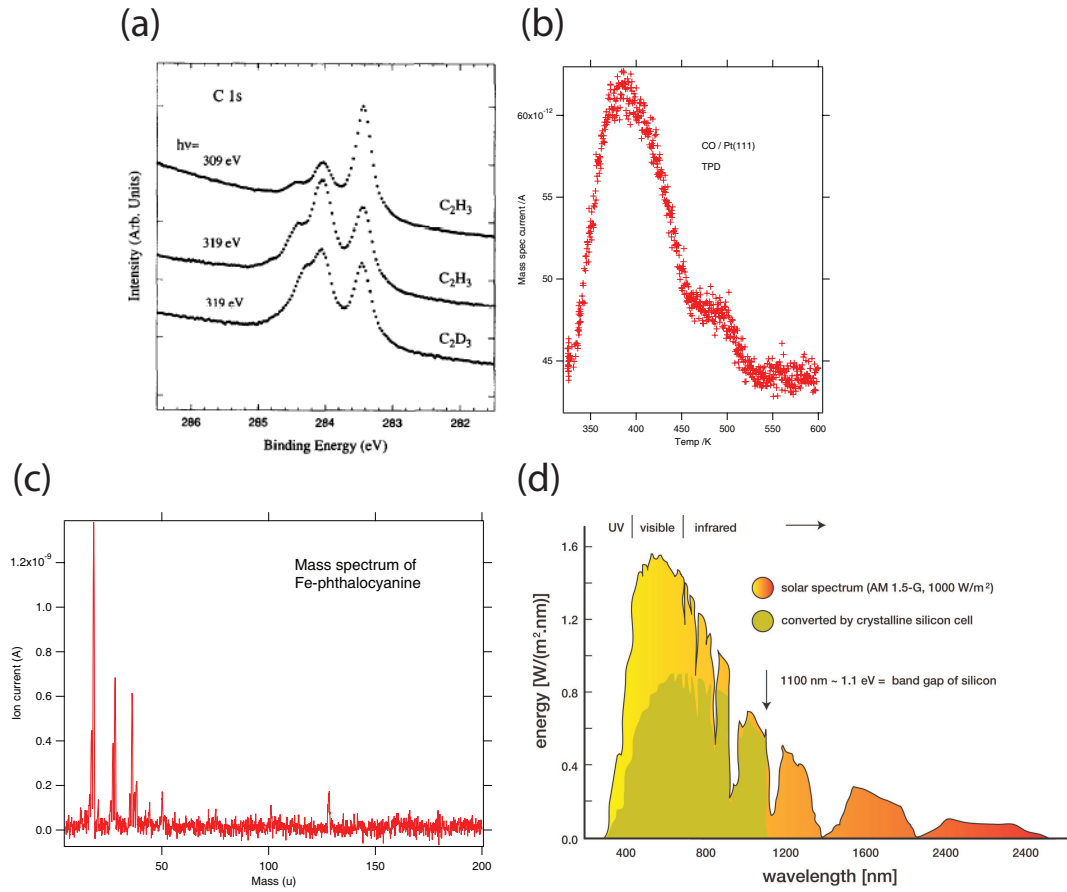 (a)
C 1s
hν=
309 eV
C₂H₃
319 eV
C₂H₃
319 eV
C₂D₃
Intensity (Arb. Units)
286
285
284
283
282
Binding Energy (eV)
(b)
60x10⁻¹²
55
50
45
Mass spec current /A
CO / Pt(111)
TPD
350
400
450
500
550
600
Temp /K
(c)
1.2x10⁻⁹
1.0
0.8
0.6
0.4
0.2
0.0
Ion current (A)
Mass spectrum of
Fe-phthalocyanine
50
100
150
200
Mass (u)
(d)
UV | visible | infrared
1.6
1.4
1.2
0.8
0.4
0.0
energy [W/(m².nm)]
solar spectrum (AM 1.5-G, 1000 W/m²)
converted by crystalline silicon cell
1100 nm ~ 1.1 eV = band gap of silicon
400
600
800
1200
1600
2400
2400
wavelength [nm]